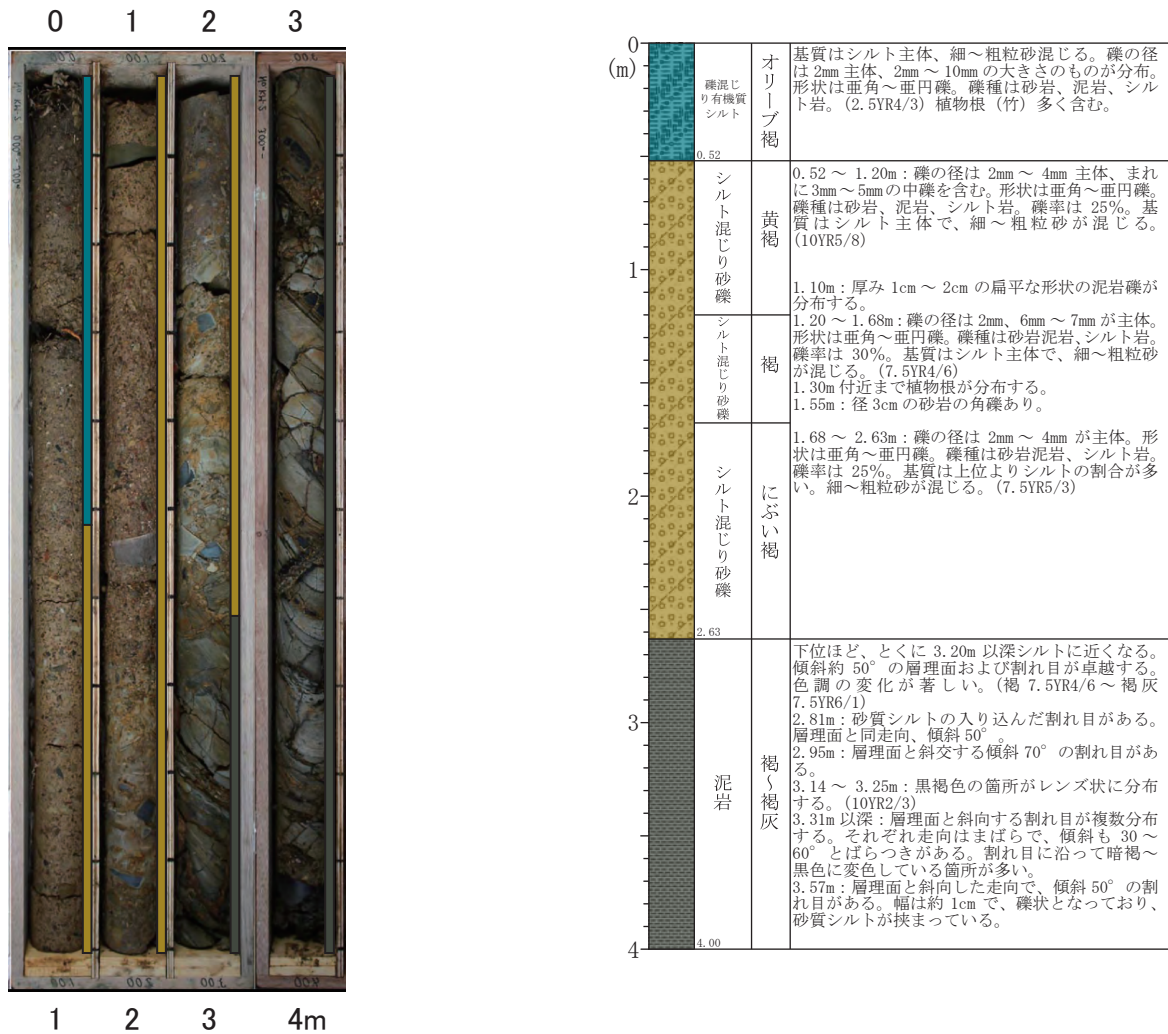 0 1 2 3
1 2 3 4m
0
(m)
1
2
3
4
礫混じ
り有機質
シルト
0.52
オリーブ褐
基質はシルト主体、細～粗粒砂混じる。礫の径
は 2mm 主体、2mm ～ 10mm の大きさのものが分布。
形状は亜角～亜円礫。礫種は砂岩、泥岩、シル
ト岩。(2.5YR4/3) 植物根（竹）多く含む。
シルト混じり砂礫
黄褐
0.52 ～ 1.20m：礫の径は 2mm ～ 4mm 主体、まれ
に3mm～5mmの中礫を含む。形状は亜角～亜円礫。
礫種は砂岩、泥岩、シルト岩。礫率は 25%。基
質はシルト主体で、細～粗粒砂が混じる。
(10YR5/8)
1.10m：厚み 1cm ～ 2cm の扁平な形状の泥岩礫が
分布する。
シルト混じり砂礫
褐
1.20 ～ 1.68m：礫の径は 2mm、6mm ～ 7mm が主体。
形状は亜角～亜円礫。礫種は砂岩泥岩、シルト岩。
礫率は 30%。基質はシルト主体で、細～粗粒砂
が混じる。(7.5YR4/6)
1.30m 付近まで植物根が分布する。
1.55m：径 3cm の砂岩の角礫あり。
シルト混じり砂礫
2.63
にぶい褐
1.68 ～ 2.63m：礫の径は 2mm ～ 4mm が主体。形
状は亜角～亜円礫。礫種は砂岩泥岩、シルト岩。
礫率は 25%。基質は上位よりシルトの割合が多
い。細～粗粒砂が混じる。(7.5YR5/3)
泥岩
4.00
褐～褐灰
下位ほど、とくに 3.20m 以深シルトに近くなる。
傾斜約 50° の層理面および割れ目が卓越する。
色調の変化が著しい。(褐 7.5YR4/6 ～ 褐灰
7.5YR6/1)
2.81m：砂質シルトの入り込んだ割れ目がある。
層理面と同走向、傾斜 50° 。
2.95m：層理面と斜交する傾斜 70° の割れ目があ
る。
3.14 ～ 3.25m：黒褐色の箇所がレンズ状に分布
する。(10YR2/3)
3.31m 以深：層理面と斜向する割れ目が複数分布
する。それぞれ走向はまばらで、傾斜も 30 ～
60° とばらつきがある。割れ目に沿って暗褐～
黒色に変色している箇所が多い。
3.57m：層理面と斜向した走向で、傾斜 50° の割
れ目がある。幅は約 1cm で、礫状となっており、
砂質シルトが挟まっている。